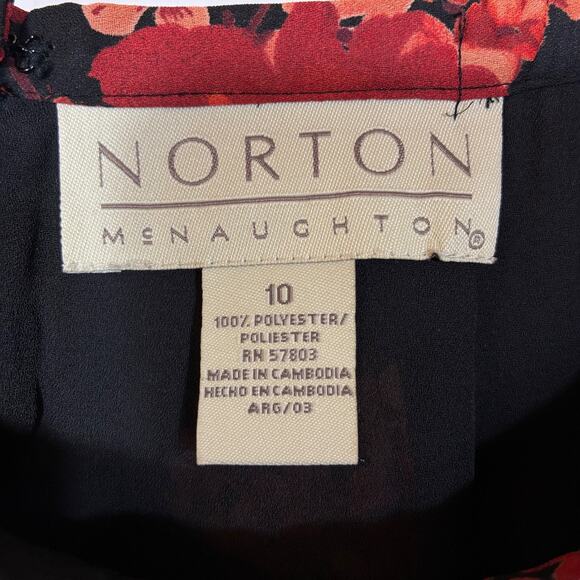 NORTON
McNAUGHTON®
10
100% POLYESTER/
POLIESTER
RN 57803
MADE IN CAMBODIA
HECHO EN CAMBODIA
ARG/03